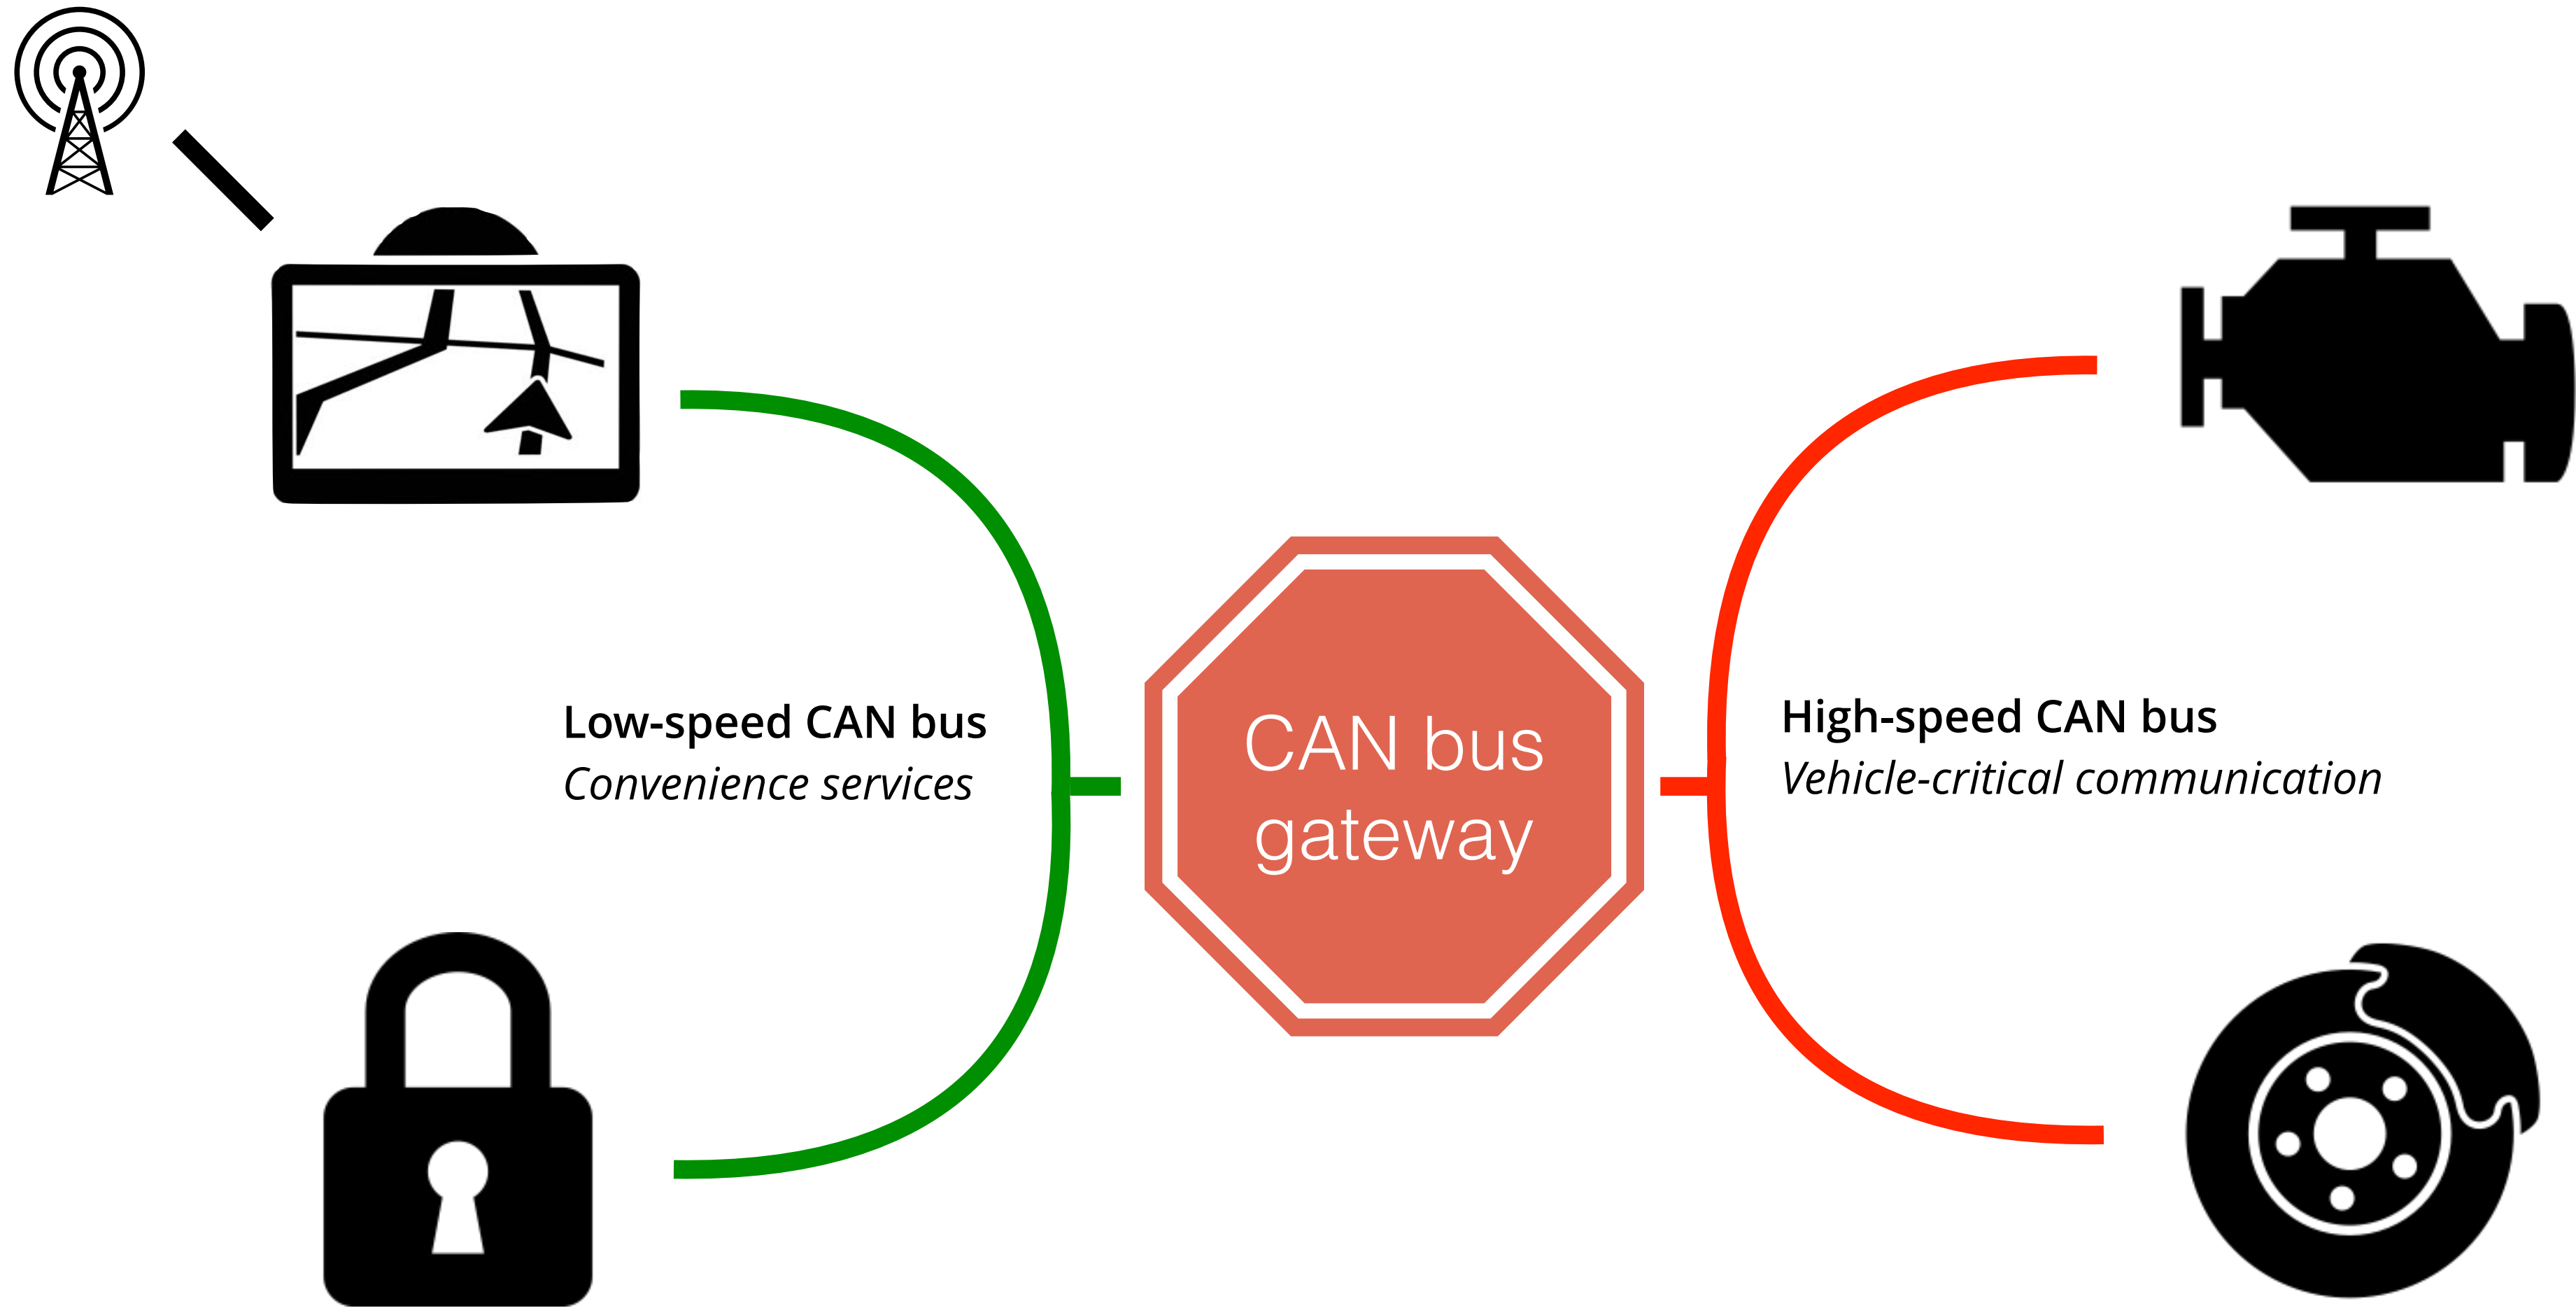 Low-speed CAN bus
Convenience services
CAN bus
gateway
High-speed CAN bus
Vehicle-critical communication